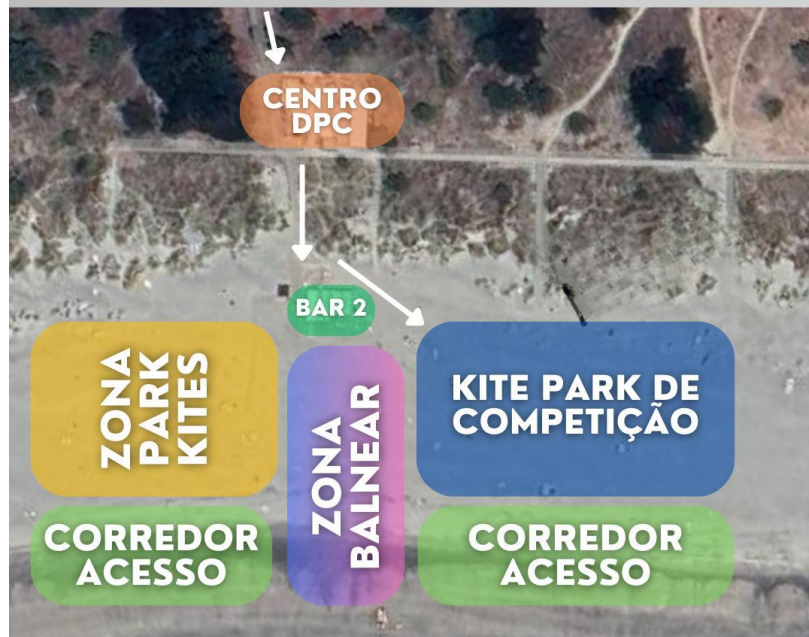 CENTRO
DPC
BAR 2
ZONA
PARK
KITES
ZONA
BALNEAR
KITE PARK DE
COMPETIÇÃO
CORREDOR
ACESSO
CORREDOR
ACESSO